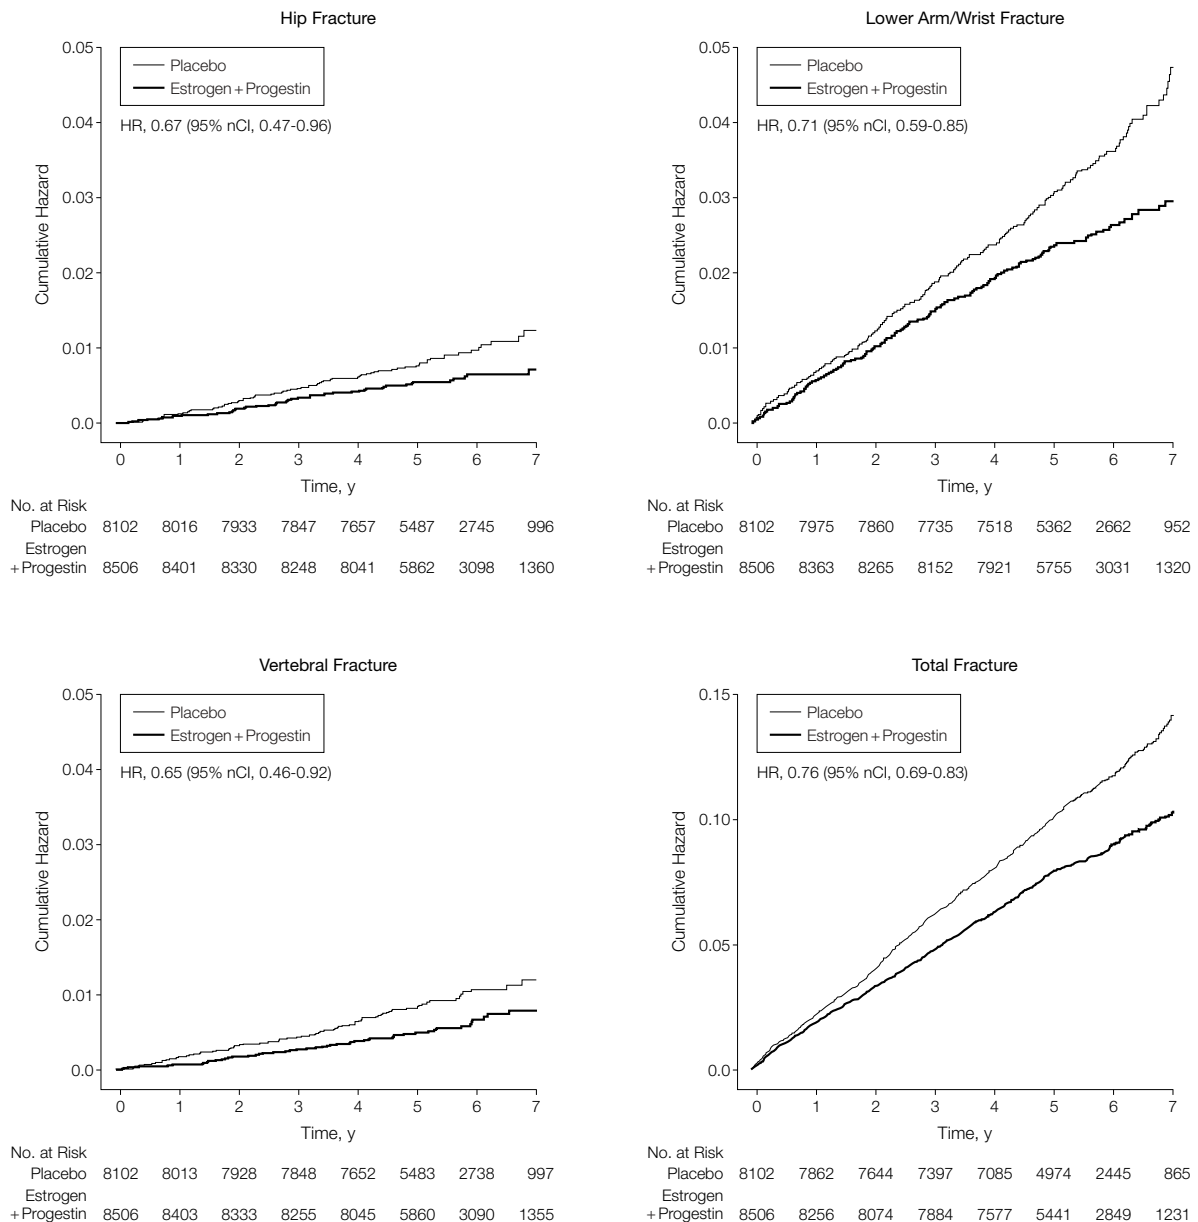 Hip Fracture
0.05
0.04
0.03
0.02
0.01
0.0
Cumulative Hazard
Placebo
Estrogen + Progestin
HR, 0.67 (95% nCI, 0.47-0.96)
0 1 2 3 4 5 6 7
Time, y
No. at Risk
Placebo 8102 8016 7933 7847 7657 5487 2745 996
Estrogen
+ Progestin 8506 8401 8330 8248 8041 5862 3098 1360
Lower Arm/Wrist Fracture
0.05
0.04
0.03
0.02
0.01
0.0
Cumulative Hazard
Placebo
Estrogen + Progestin
HR, 0.71 (95% nCI, 0.59-0.85)
0 1 2 3 4 5 6 7
Time, y
No. at Risk
Placebo 8102 7975 7860 7735 7518 5362 2662 952
Estrogen
+ Progestin 8506 8363 8265 8152 7921 5755 3031 1320
Vertebral Fracture
0.05
0.04
0.03
0.02
0.01
0.0
Cumulative Hazard
Placebo
Estrogen + Progestin
HR, 0.65 (95% nCI, 0.46-0.92)
0 1 2 3 4 5 6 7
Time, y
No. at Risk
Placebo 8102 8013 7928 7848 7652 5483 2738 997
Estrogen
+ Progestin 8506 8403 8333 8255 8045 5860 3090 1355
Total Fracture
0.15
0.10
0.05
0.0
Cumulative Hazard
Placebo
Estrogen + Progestin
HR, 0.76 (95% nCI, 0.69-0.83)
0 1 2 3 4 5 6 7
Time, y
No. at Risk
Placebo 8102 7862 7644 7397 7085 4974 2445 865
Estrogen
+ Progestin 8506 8256 8074 7884 7577 5441 2849 1231